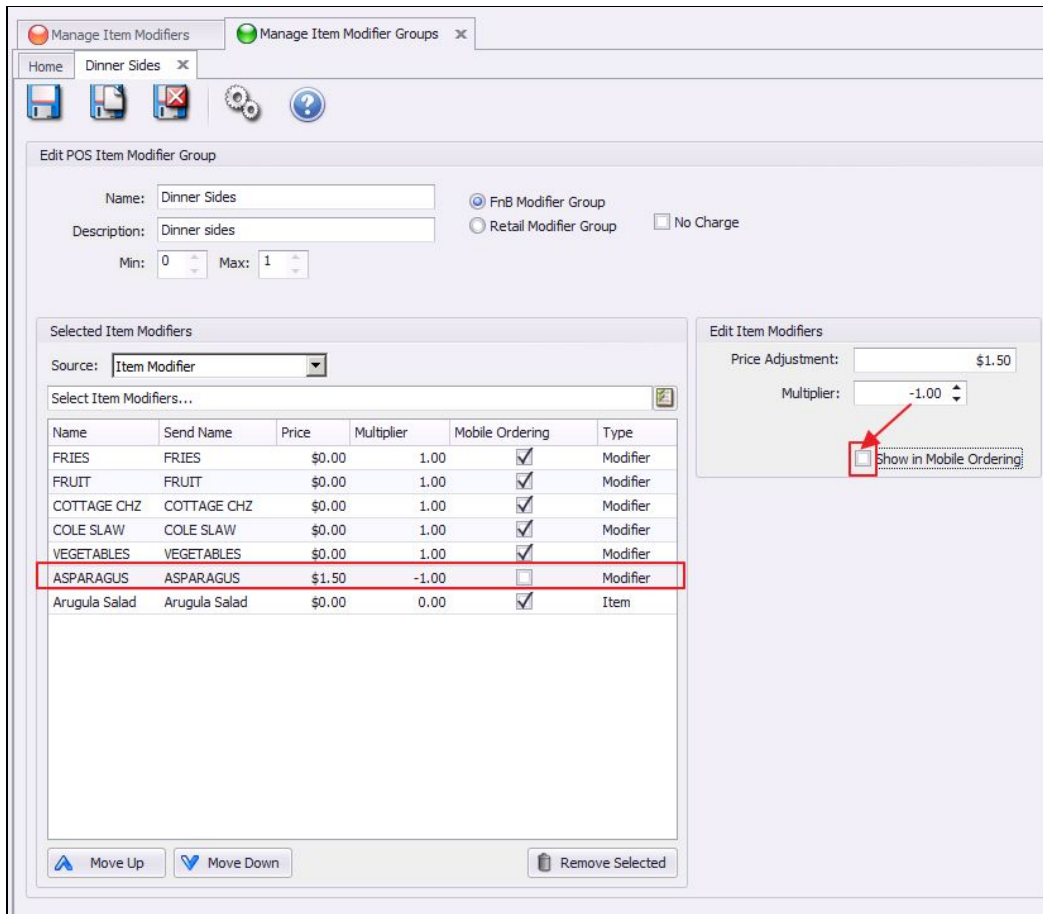 Manage Item Modifiers Manage Item Modifier Groups x
Home Dinner Sides x
Edit POS Item Modifier Group
Name: Dinner Sides FnB Modifier Group
Description: Dinner sides Retail Modifier Group No Charge
Min: 0 Max: 1
Selected Item Modifiers Edit Item Modifiers
Source: Item Modifier Price Adjustment: $1.50
Select Item Modifiers... Multiplier: -1.00
Name Send Name Price Multiplier Mobile Ordering Type
FRIES FRIES $0.00 1.00 Modifier
Show in Mobile Ordering
FRUIT FRUIT $0.00 1.00 Modifier
COTTAGE CHZ COTTAGE CHZ $0.00 1.00 Modifier
COLE SLAW COLE SLAW $0.00 1.00 Modifier
VEGETABLES VEGETABLES $0.00 1.00 Modifier
ASPARAGUS ASPARAGUS $1.50 -1.00 Modifier
Arugula Salad Arugula Salad $0.00 0.00 Item
Move Up Move Down Remove Selected